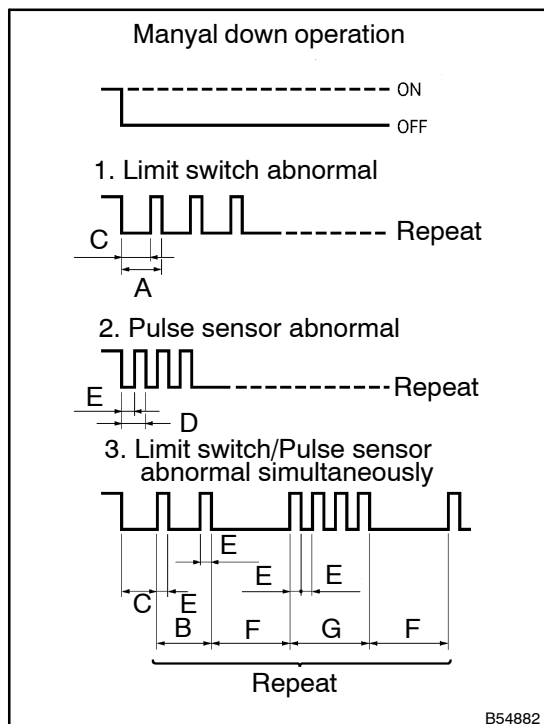 Manyal down operation
ON
OFF
1. Limit switch abnormal
Repeat
C
A
2. Pulse sensor abnormal
Repeat
E
D
3. Limit switch/Pulse sensor
abnormal simultaneously
E
E E
C E
B F G F
Repeat
B54882